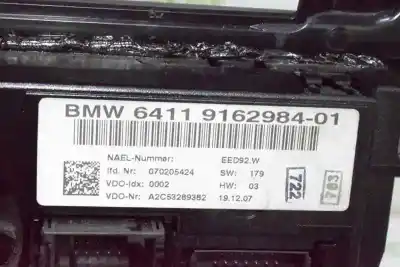 BMW 6411 9162984-01
NAEL-Nummer: EED92.W
lfd. Nr: 070205424 SW: 179
VDO-Idx: 0002 HW: 03
VDO-Nr: A2C53289382 19.12.07
722
763